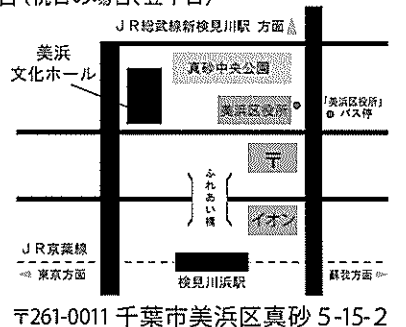 日（祝日の場合、翌平日）
ＪＲ総武線新検見川駅 方面
美浜
文化ホール
真砂中央公園
美浜区役所
「美浜区役所」
バス停
〒
ふれあい橋
イオン
ＪＲ京葉線
東京方面
検見川浜駅
蘇我方面
〒261-0011 千葉市美浜区真砂 5-15-2